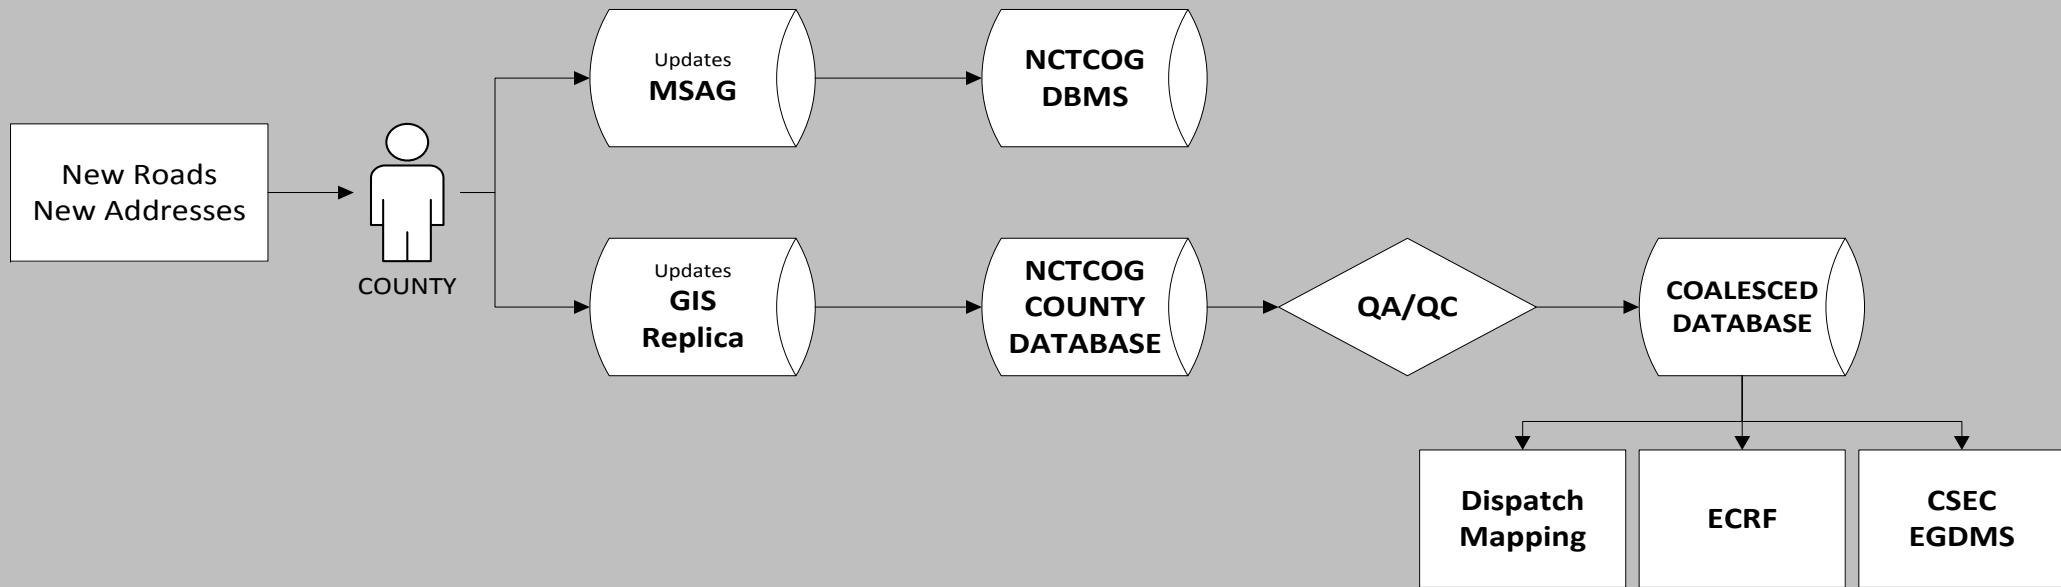 New Roads
New Addresses
COUNTY
Updates
MSAG
NCTCOG
DBMS
Updates
GIS
Replica
NCTCOG
COUNTY
DATABASE
QA/QC
COALESCED
DATABASE
Dispatch
Mapping
ECRF
CSEC
EGDMS